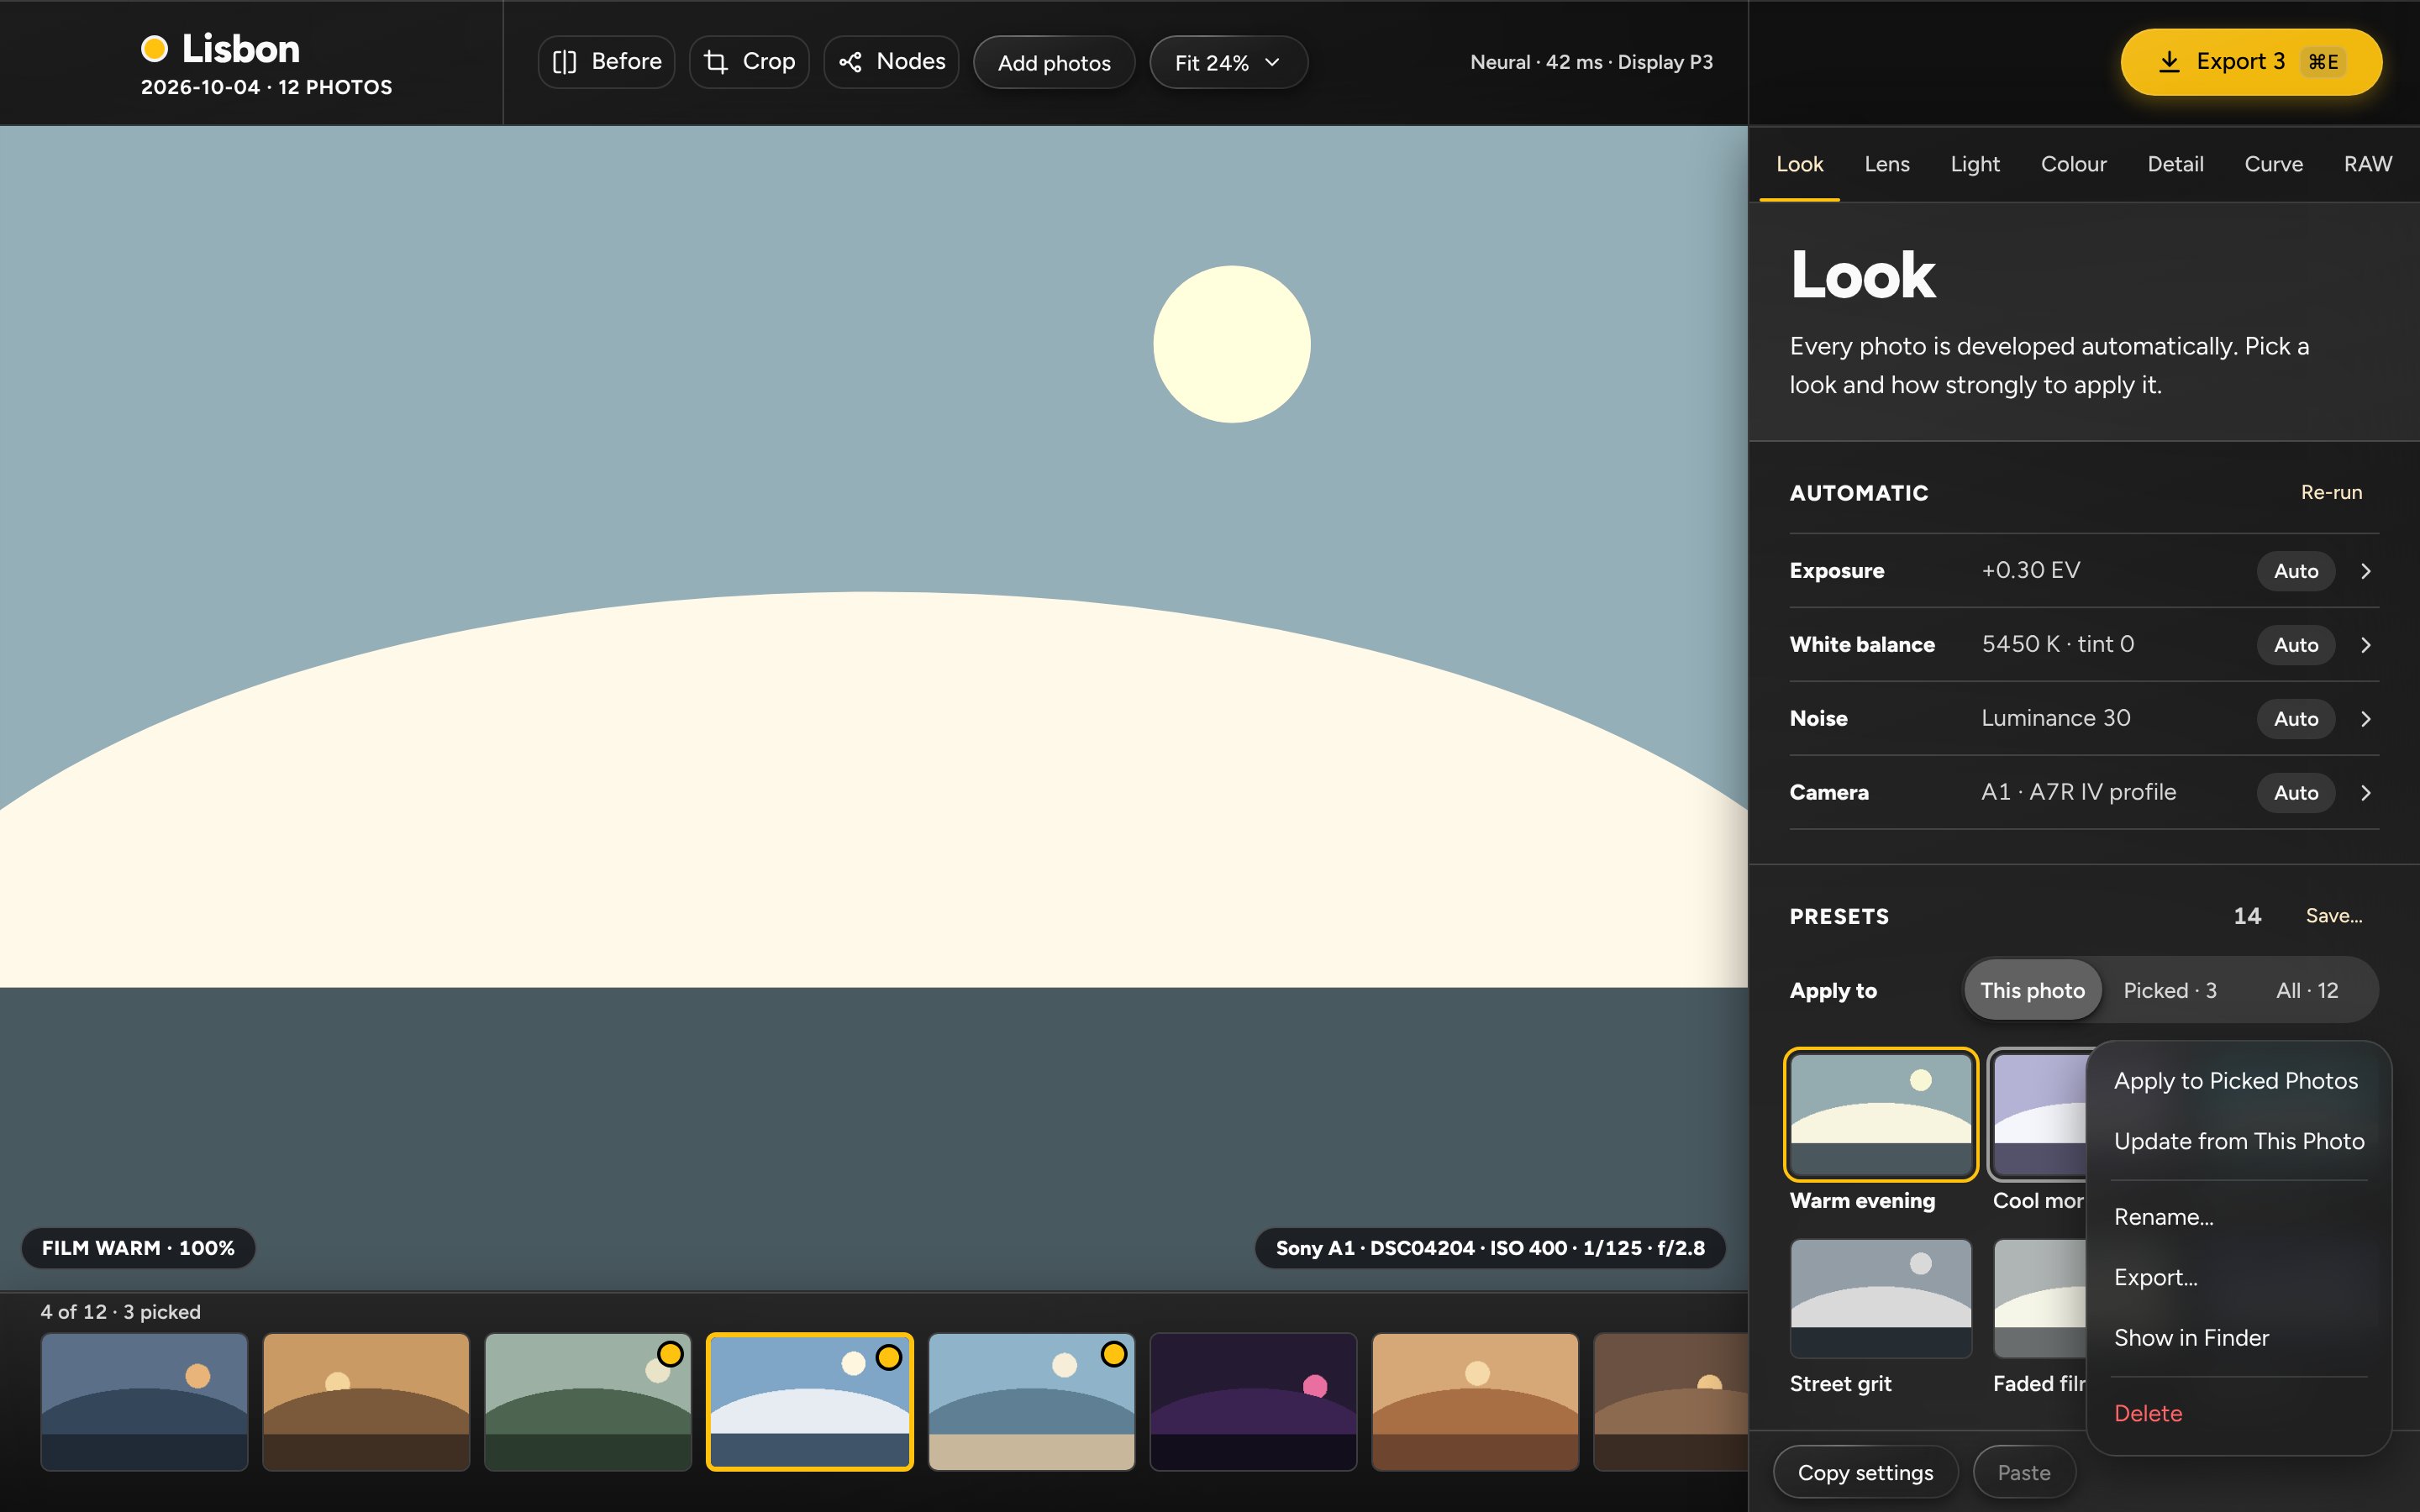 Lisbon
2026-10-04 · 12 PHOTOS
Before
Crop
Nodes
Add photos
Fit 24%
Neural · 42 ms · Display P3
Export 3 ⌘E
Look
Lens
Light
Colour
Detail
Curve
RAW
Look
Every photo is developed automatically. Pick a
look and how strongly to apply it.
AUTOMATIC
Re-run
Exposure +0.30 EV Auto
White balance 5450 K · tint 0 Auto
Noise Luminance 30 Auto
Camera A1 · A7R IV profile Auto
PRESETS 14 Save...
Apply to This photo Picked · 3 All · 12
Warm evening
Cool mor
Street grit
Faded
Apply to Picked Photos
Update from This Photo
Rename...
Export...
Show in Finder
Delete
Copy settings
Paste
FILM WARM · 100%
Sony A1 · DSC04204 · ISO 400 · 1/125 · f/2.8
4 of 12 · 3 picked